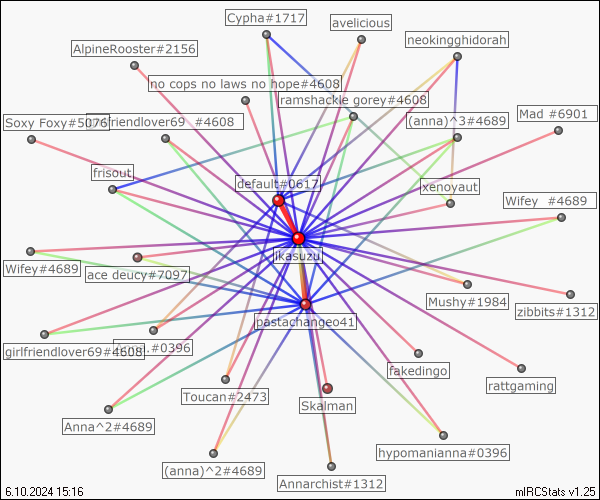 Cypha#1717
avelicious
neokingghidorah
AlpineRooster#2156
no cops no laws no hope#4608
ramshackle gorey#4608
Mad #6901
Soxy Foxy#5076
friendlover69 #4608
(anna)^3#4689
frisout
default#0617
xenoyaut
Wifey #4689
jikasuzu
Wifey#4689
ace deucy#7097
Mushy#1984
zibbits#1312
pastachangeo41
girlfriendlover69#4608
#0396
fakedingo
rattgaming
Toucan#2473
Skalman
Anna^2#4689
hypomanianna#0396
(anna)^2#4689
Annarchist#1312
6.10.2024 15:16
mIRCStats v1.25